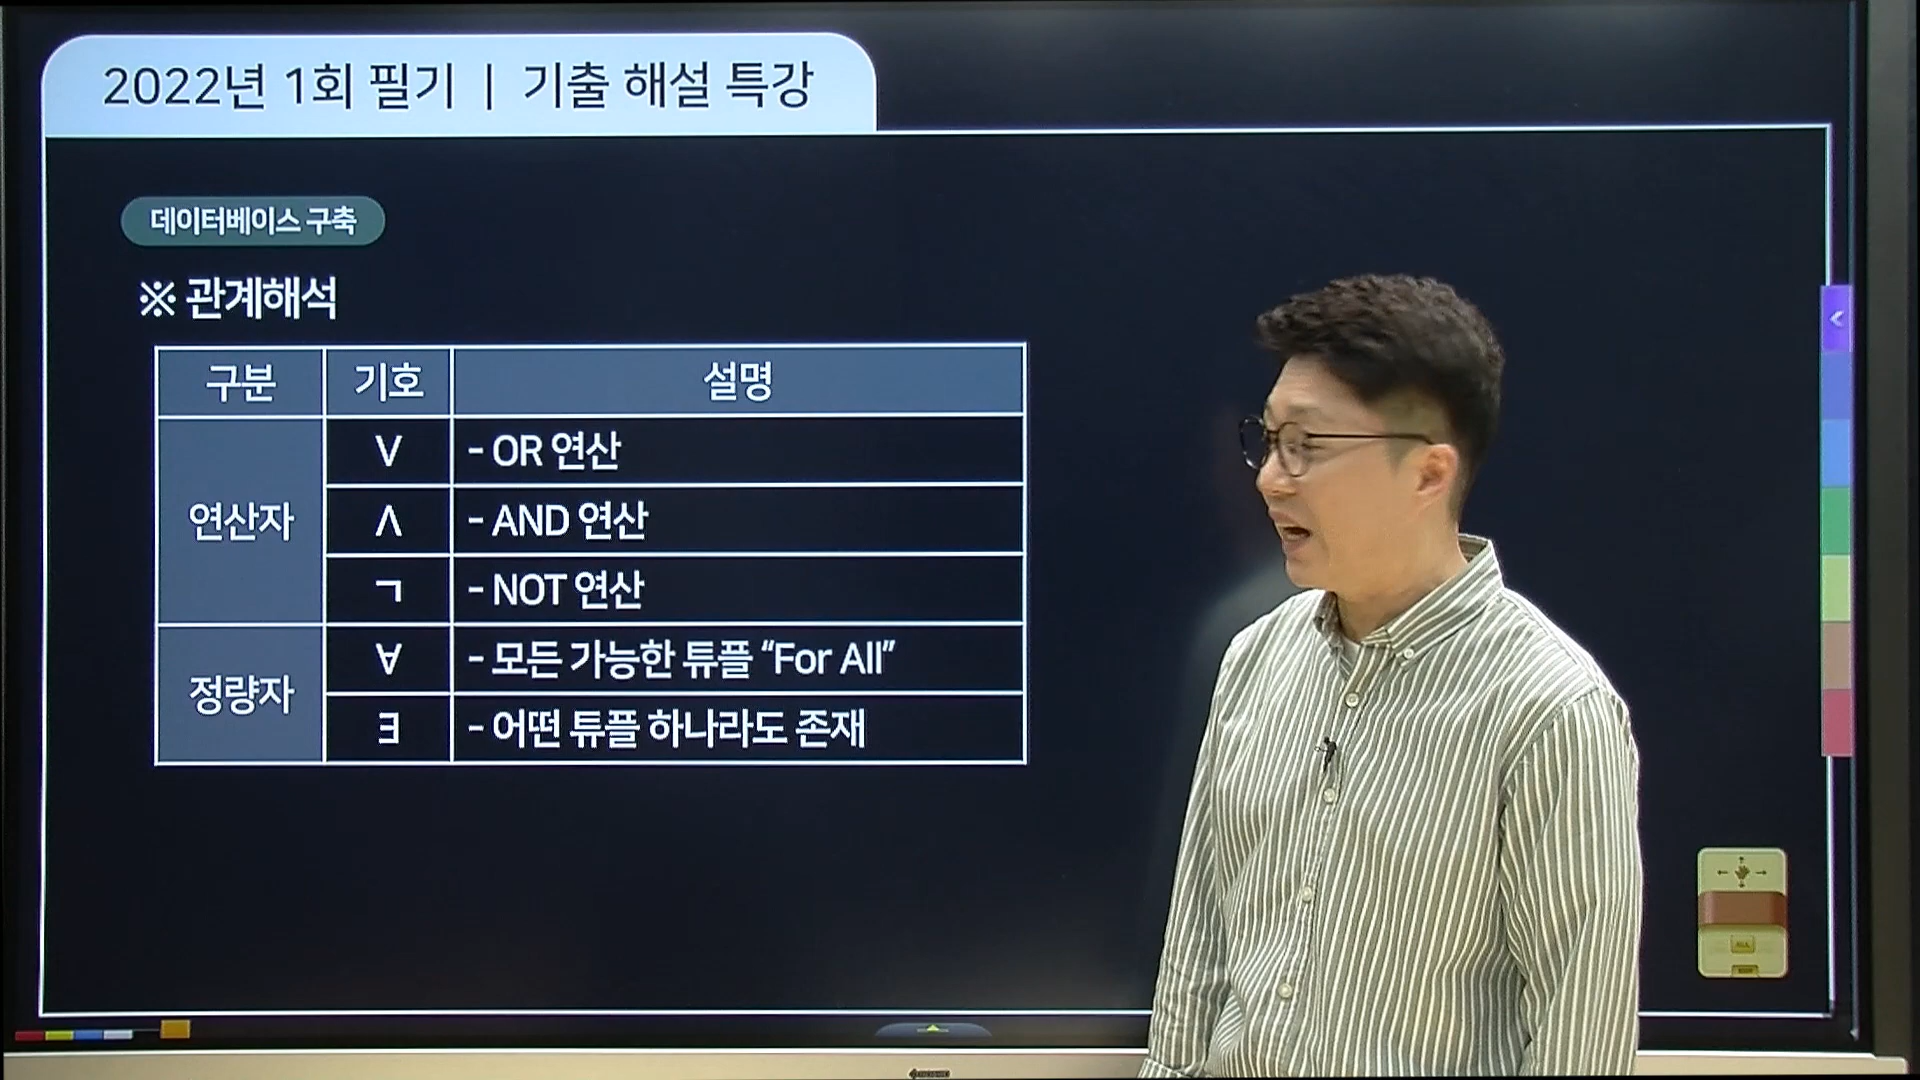 2022년 1회 필기 | 기출 해설 특강
데이터베이스 구축
※ 관계해석
구분 기호 설명
연산자
∨ - OR 연산
∧ - AND 연산
ㄱ - NOT 연산
정량자
∀ - 모든 가능한 튜플 “For All”
∃ - 어떤 튜플 하나라도 존재